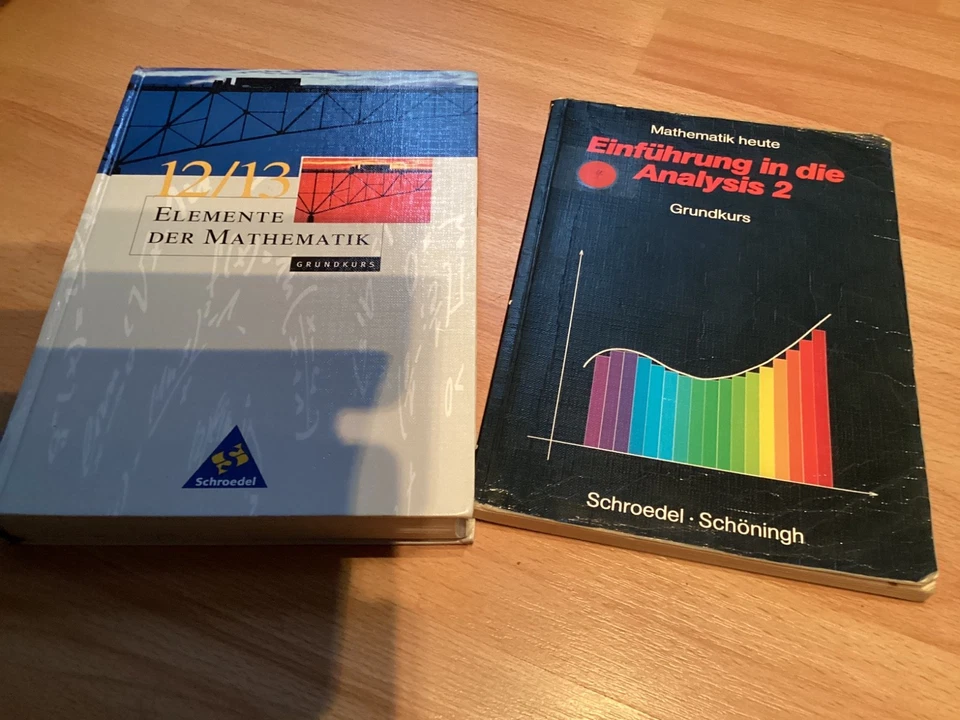 12/13
ELEMENTE
DER MATHEMATIK
GRUNDKURS
Schroedel
Mathematik heute
Einführung in die
Analysis 2
Grundkurs
Schroedel · Schöningh